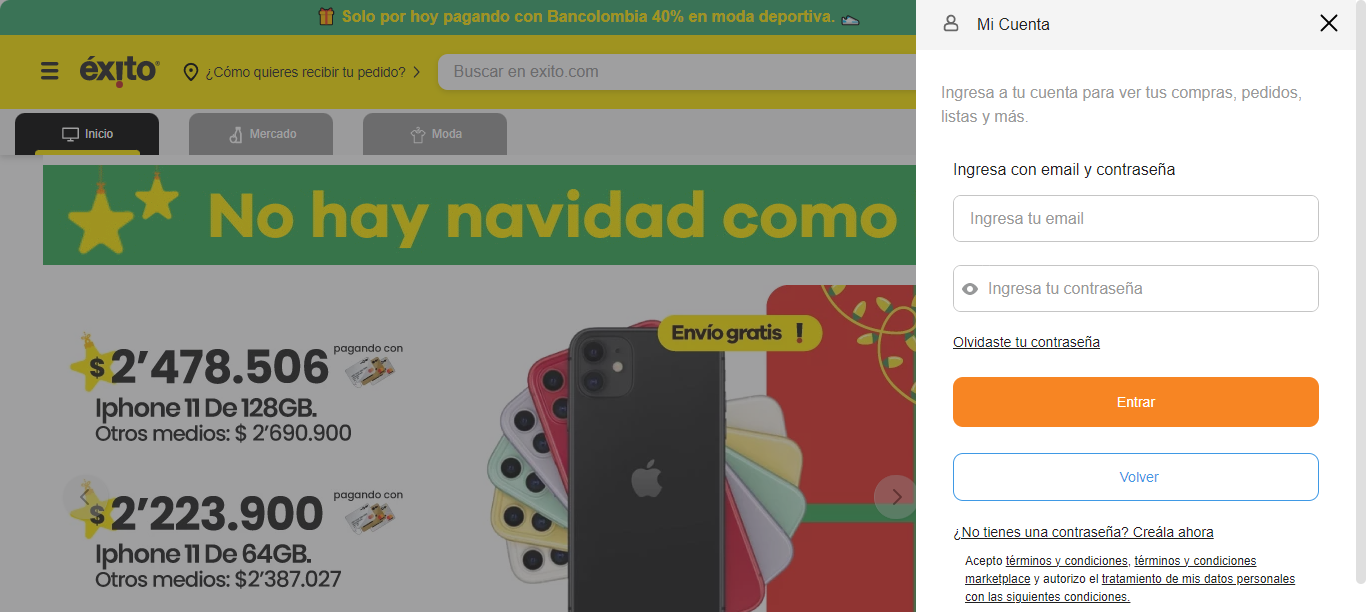 Solo por hoy pagando con Bancolombia 40% en moda deportiva.
éxito
¿Cómo quieres recibir tu pedido?
Buscar en exito.com
Inicio
Mercado
Moda
No hay navidad como
Envío gratis !
$2’478.506
pagando con
Iphone 11 De 128GB.
Otros medios: $ 2’690.900
$2’223.900
pagando con
Iphone 11 De 64GB.
Otros medios: $2’387.027
Mi Cuenta
Ingresa a tu cuenta para ver tus compras, pedidos,
listas y más.
Ingresa con email y contraseña
Ingresa tu email
Ingresa tu contraseña
Olvidaste tu contraseña
Entrar
Volver
¿No tienes una contraseña? Creála ahora
Acepto términos y condiciones, términos y condiciones
marketplace y autorizo el tratamiento de mis datos personales
con las siguientes condiciones.